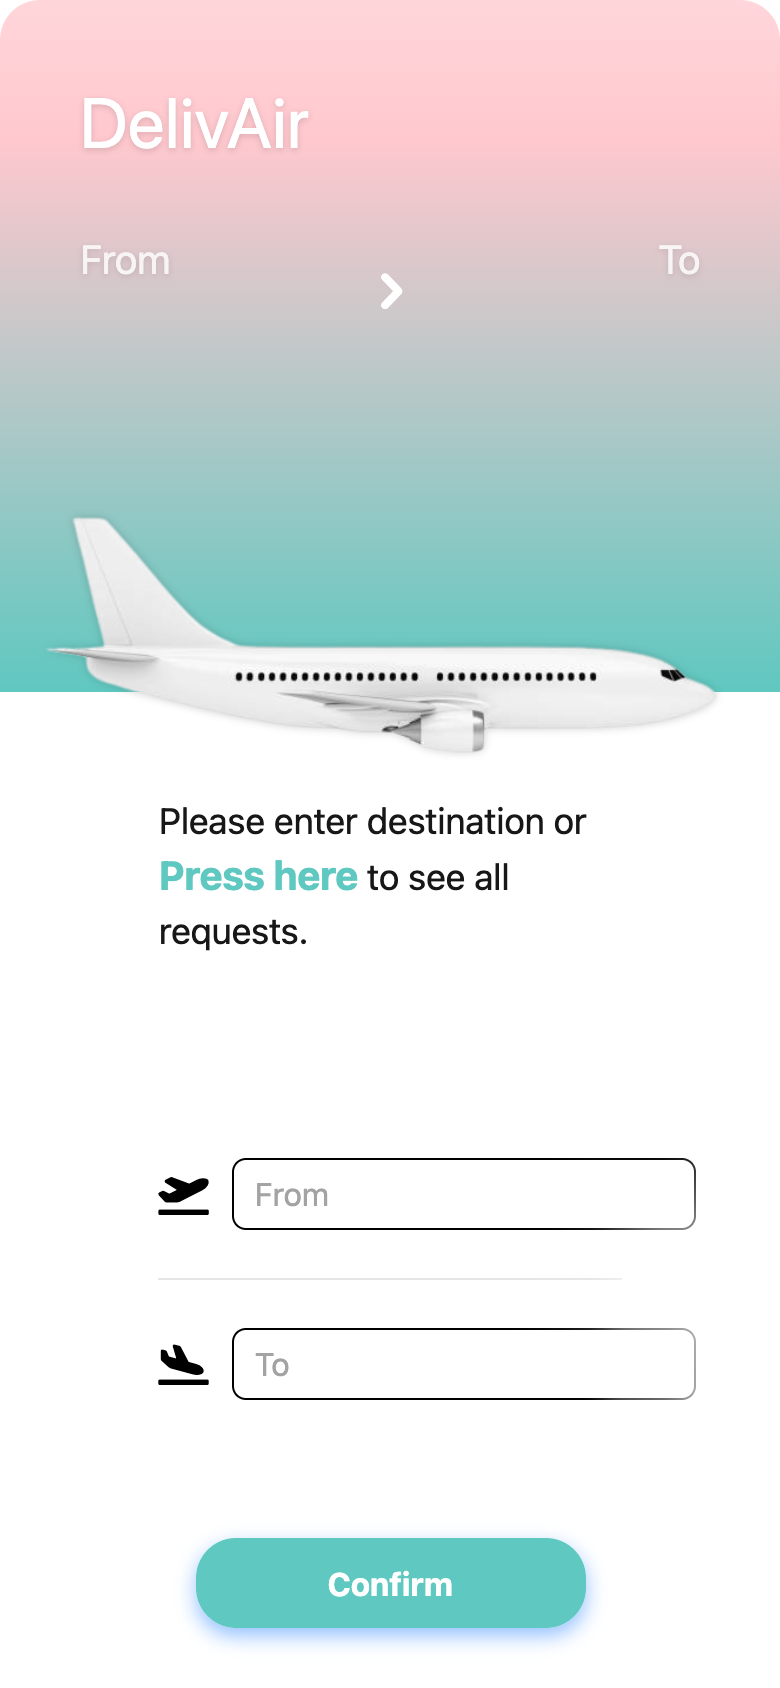 DelivAir
From To
Please enter destination or
Press here to see all
requests.
From
To
Confirm